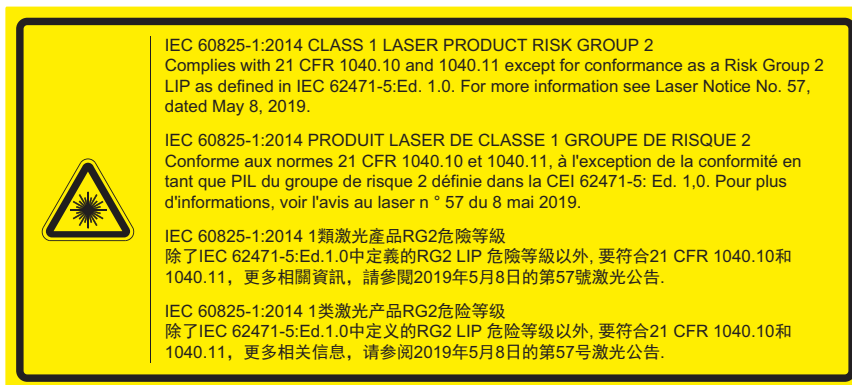 IEC 60825-1:2014 CLASS 1 LASER PRODUCT RISK GROUP 2
Complies with 21 CFR 1040.10 and 1040.11 except for conformance as a Risk Group 2
LIP as defined in IEC 62471-5:Ed. 1.0. For more information see Laser Notice No. 57,
dated May 8, 2019.
IEC 60825-1:2014 PRODUIT LASER DE CLASSE 1 GROUPE DE RISQUE 2
Conforme aux normes 21 CFR 1040.10 et 1040.11, à l'exception de la conformité en
tant que PIL du groupe de risque 2 définie dans la CEI 62471-5: Ed. 1,0. Pour plus
d'informations, voir l'avis au laser n ° 57 du 8 mai 2019.
IEC 60825-1:2014 1類激光產品RG2危險等級
除了IEC 62471-5:Ed.1.0中定義的RG2 LIP 危險等級以外, 要符合21 CFR 1040.10和
1040.11，更多相關資訊，請參閱2019年5月8日的第57號激光公告.
IEC 60825-1:2014 1类激光产品RG2危险等级
除了IEC 62471-5:Ed.1.0中定义的RG2 LIP 危险等级以外, 要符合21 CFR 1040.10和
1040.11，更多相关信息，请参阅2019年5月8日的第57号激光公告.